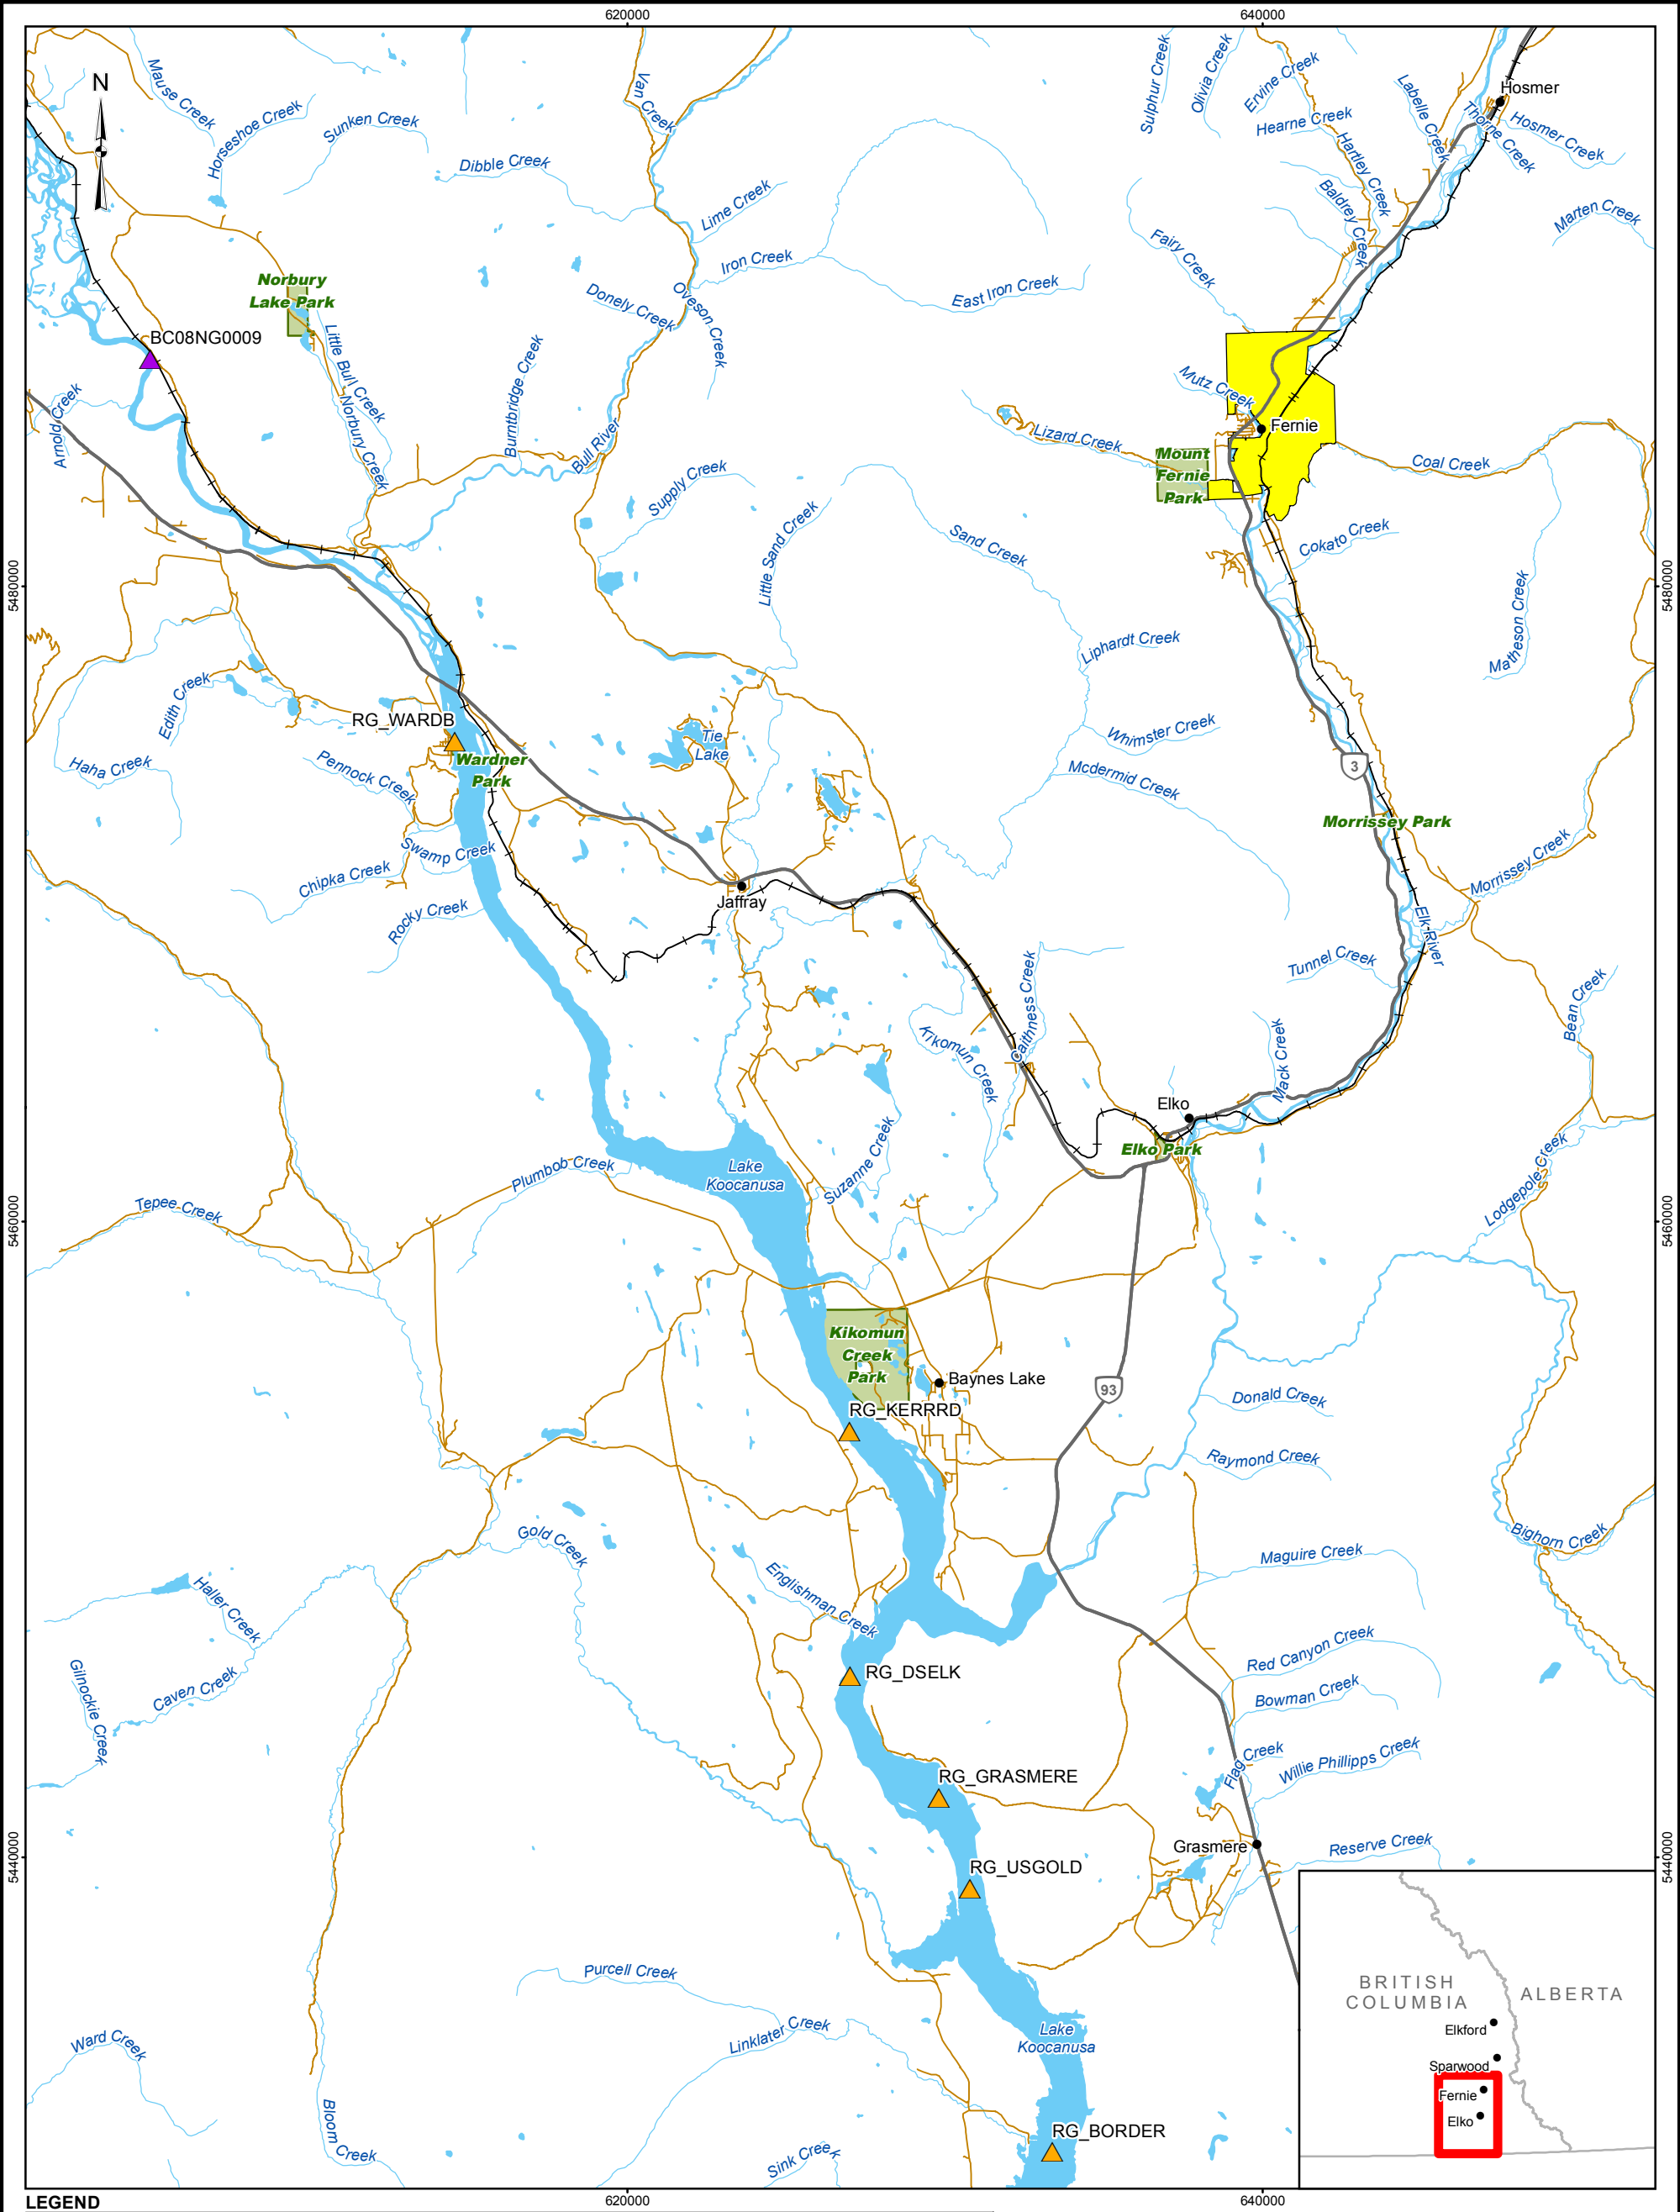 620000
640000
N
Mause Creek
Horseshoe Creek
Sunken Creek
Dibble Creek
Van Creek
Lime Creek
Iron Creek
East Iron Creek
Donely Creek
Oveson Creek
Sulphur Creek
Olivia Creek
Ervine Creek
Hearne Creek
Hartley Creek
Labelle Creek
Thorne Creek
Hosmer
Hosmer Creek
Marten Creek
Baldrey Creek
Fairy Creek
Norbury
Lake Park
BC08NG0009
Little Bull Creek
Norbury Creek
Burntbridge Creek
Bull River
Arnold Creek
Mutz Creek
Fernie
Lizard Creek
Mount
Fernie
Park
Coal Creek
Cokato Creek
Supply Creek
Little Sand Creek
Sand Creek
Matheson Creek
5480000
5480000
Liphardt Creek
Edith Creek
RG_WARDB
Wardner
Park
Haha Creek
Pennock Creek
Tie
Lake
Whimster Creek
Mcdermid Creek
3
Morrissey Park
Morrissey Creek
Swamp Creek
Chipka Creek
Rocky Creek
Jaffray
Elk River
Tunnel Creek
Bean Creek
Caithness Creek
Kikomun Creek
Mack Creek
Elko
Elko Park
Suzanne Creek
Lake
Koocanusa
Plumbob Creek
Tepee Creek
Lodgepole Creek
5460000
5460000
Kikomun
Creek
Park
Baynes Lake
93
Donald Creek
RG_KERRRD
Raymond Creek
Gold Creek
Bighorn Creek
Maguire Creek
Englishman Creek
Haller Creek
Caven Creek
Gilnockie Creek
Red Canyon Creek
Bowman Creek
RG_DSELK
Flag Creek
Willie Phillipps Creek
RG_GRASMERE
Grasmere
Reserve Creek
5440000
5440000
RG_USGOLD
Purcell Creek
Linklater Creek
Lake
Koocanusa
Ward Creek
Bloom Creek
Sink Creek
RG_BORDER
BRITISH
COLUMBIA
ALBERTA
Elkford
Sparwood
Fernie
Elko
LEGEND
620000
640000